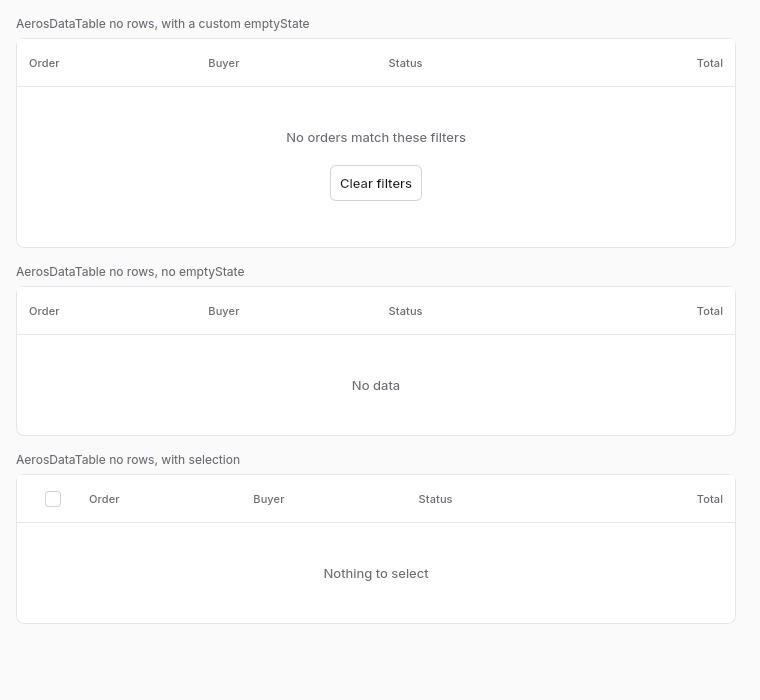 AerosDataTable no rows, with a custom emptyState
Order Buyer Status Total
No orders match these filters
Clear filters
AerosDataTable no rows, no emptyState
Order Buyer Status Total
No data
AerosDataTable no rows, with selection
Order Buyer Status Total
Nothing to select